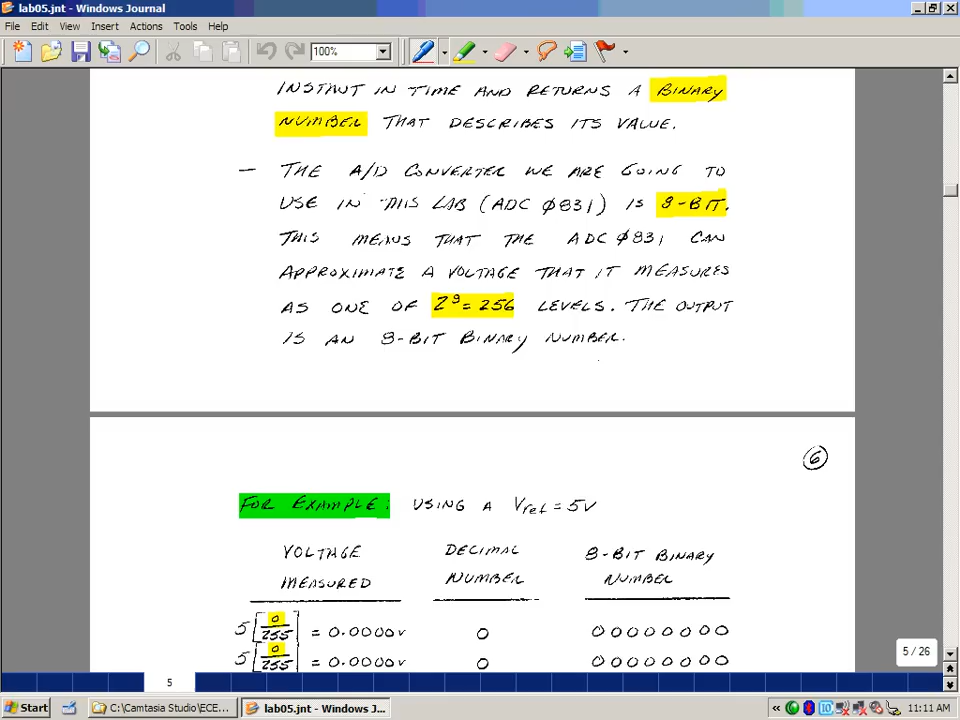 lab05.jnt - Windows Journal
File Edit View Insert Actions Tools Help
100%
INSTANT IN TIME AND RETURNS A BINARY
NUMBER THAT DESCRIBES ITS VALUE.
— THE A/D CONVERTER WE ARE GOING TO
USE IN THIS LAB (ADC Ø831) IS 8-BIT.
THIS MEANS THAT THE ADC Ø831 CAN
APPROXIMATE A VOLTAGE THAT IT MEASURES
AS ONE OF 2⁸ = 256 LEVELS. THE OUTPUT
IS AN 8-BIT BINARY NUMBER.
6
FOR EXAMPLE: USING A Vref = 5V
VOLTAGE MEASURED DECIMAL NUMBER 8-BIT BINARY NUMBER
5[0/255] = 0.0000V 0 00000000
5[0/255] = 0.0000V 0 00000000
5 / 26
5
Start C:\Camtasia Studio\ECE... lab05.jnt - Windows J... « 11:11 AM